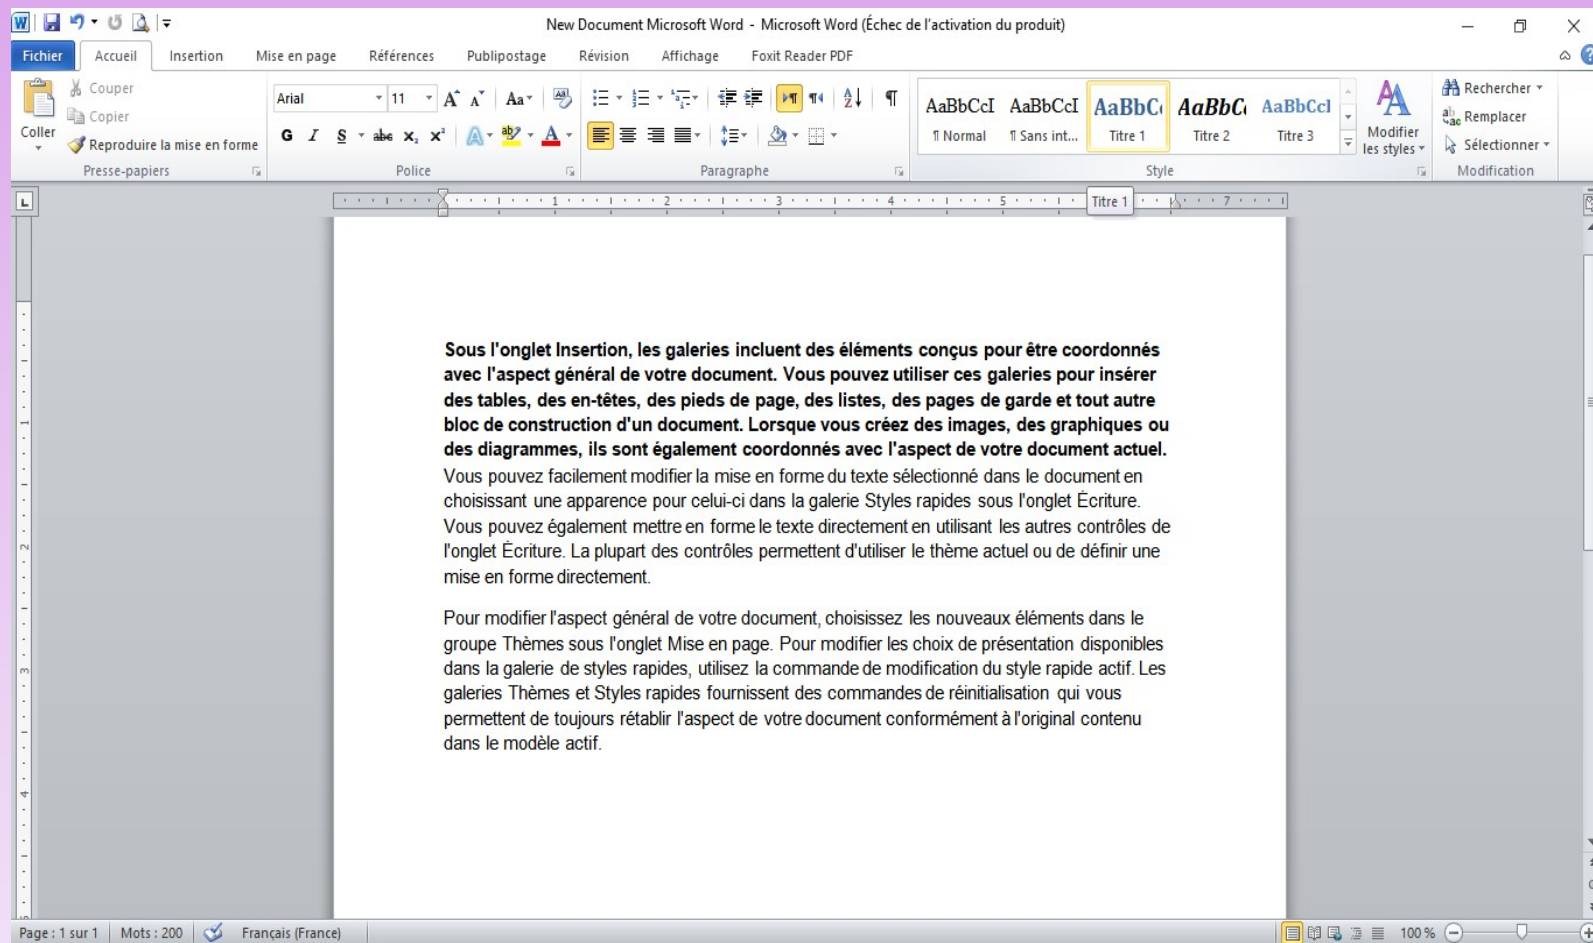 New Document Microsoft Word - Microsoft Word (Échec de l'activation du produit)
Fichier Accueil Insertion Mise en page Références Publipostage Révision Affichage Foxit Reader PDF
Coller
Couper
Copier
Reproduire la mise en forme
Presse-papiers
Arial 11
G I S abc X₂ X²
Police
Paragraphe
AaBbCcI AaBbCcI AaBbC AaBbC AaBbCcI
¶ Normal ¶ Sans int... Titre 1 Titre 2 Titre 3
Modifier
les styles
Style
Rechercher
Remplacer
Sélectionner
Modification
1 2 3 4 5 Titre 1 7
Sous l'onglet Insertion, les galeries incluent des éléments conçus pour être coordonnés
avec l'aspect général de votre document. Vous pouvez utiliser ces galeries pour insérer
des tables, des en-têtes, des pieds de page, des listes, des pages de garde et tout autre
bloc de construction d'un document. Lorsque vous créez des images, des graphiques ou
des diagrammes, ils sont également coordonnés avec l'aspect de votre document actuel.
Vous pouvez facilement modifier la mise en forme du texte sélectionné dans le document en
choisissant une apparence pour celui-ci dans la galerie Styles rapides sous l'onglet Écriture.
Vous pouvez également mettre en forme le texte directement en utilisant les autres contrôles de
l'onglet Écriture. La plupart des contrôles permettent d'utiliser le thème actuel ou de définir une
mise en forme directement.
Pour modifier l'aspect général de votre document, choisissez les nouveaux éléments dans le
groupe Thèmes sous l'onglet Mise en page. Pour modifier les choix de présentation disponibles
dans la galerie de styles rapides, utilisez la commande de modification du style rapide actif. Les
galeries Thèmes et Styles rapides fournissent des commandes de réinitialisation qui vous
permettent de toujours rétablir l'aspect de votre document conformément à l'original contenu
dans le modèle actif.
Page : 1 sur 1 Mots : 200 Français (France) 100 %